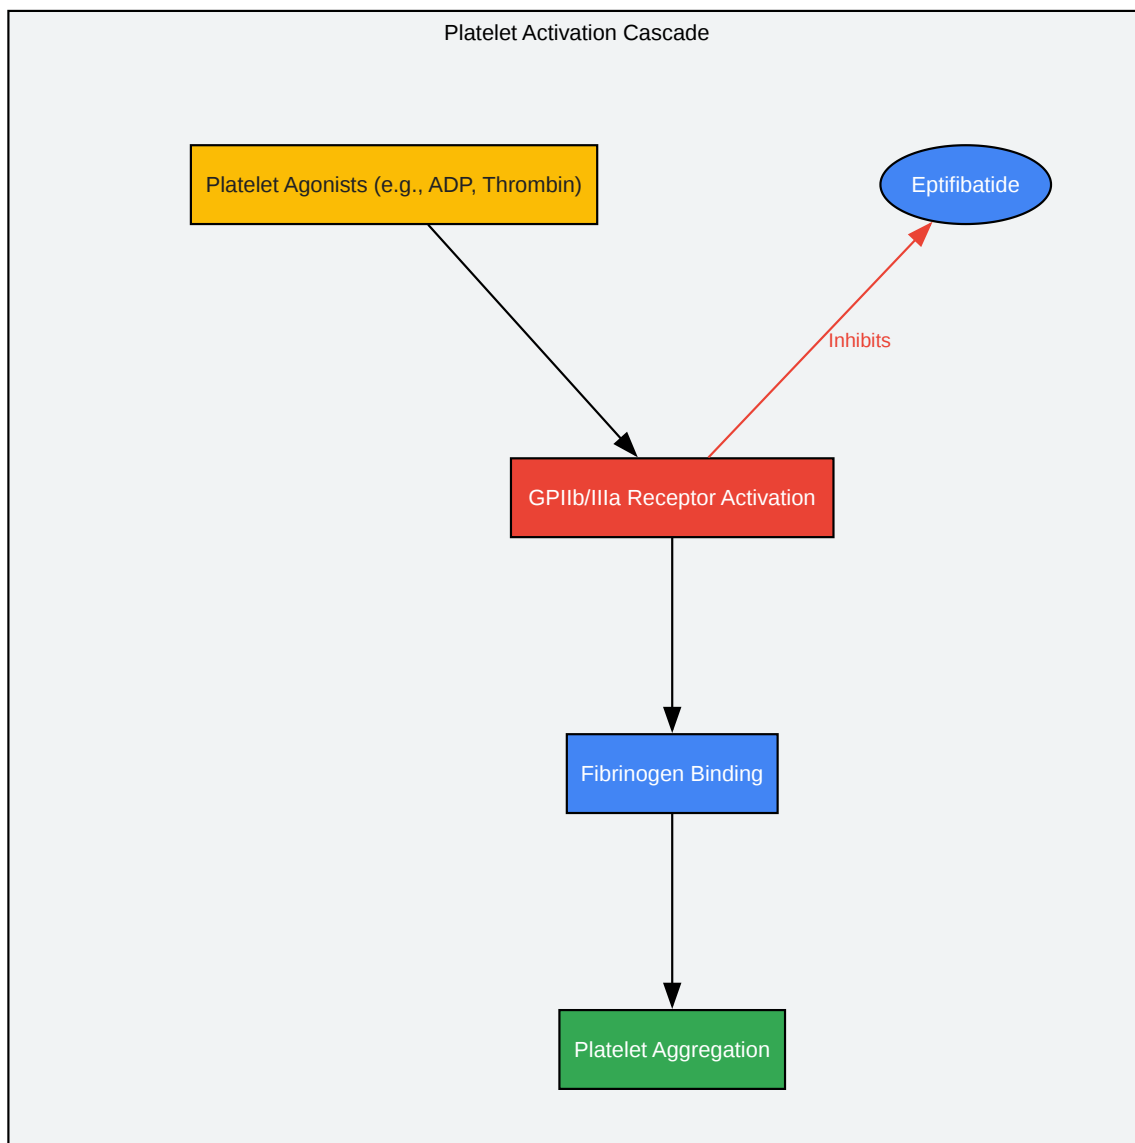 Platelet Activation Cascade
Platelet Agonists (e.g., ADP, Thrombin)
Eptifibatide
Inhibits
GPIIb/IIIa Receptor Activation
Fibrinogen Binding
Platelet Aggregation